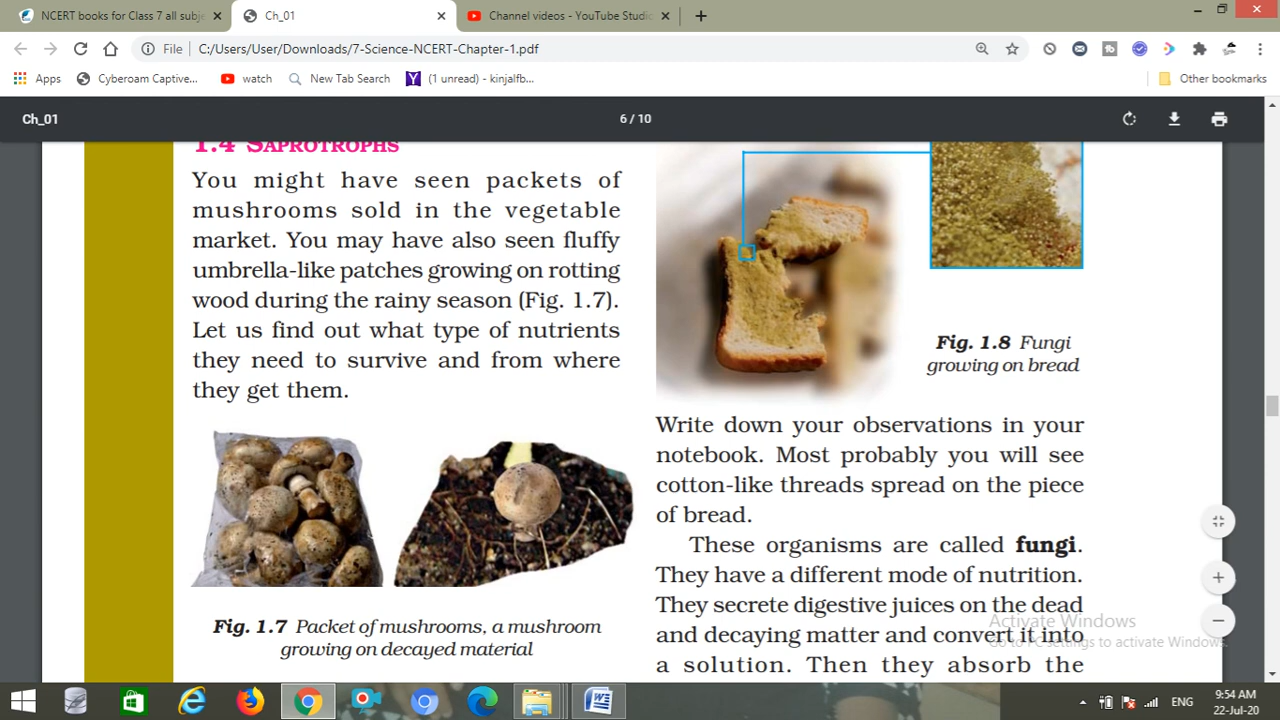 NCERT books for Class 7 all subje
Ch_01
Channel videos - YouTube Studio
File
C:/Users/User/Downloads/7-Science-NCERT-Chapter-1.pdf
Apps
Cyberoam Captive...
watch
New Tab Search
(1 unread) - kinjalfb...
Other bookmarks
Ch_01
6 / 10
1.4 SAPROTROPHS
You might have seen packets of
mushrooms sold in the vegetable
market. You may have also seen fluffy
umbrella-like patches growing on rotting
wood during the rainy season (Fig. 1.7).
Let us find out what type of nutrients
they need to survive and from where
they get them.
Fig. 1.7 Packet of mushrooms, a mushroom
growing on decayed material
Fig. 1.8 Fungi
growing on bread
Write down your observations in your
notebook. Most probably you will see
cotton-like threads spread on the piece
of bread.
These organisms are called fungi.
They have a different mode of nutrition.
They secrete digestive juices on the dead
and decaying matter and convert it into
a solution. Then they absorb the
Activate Windows
Go to PC settings to activate Windows.
ENG
9:54 AM
22-Jul-20